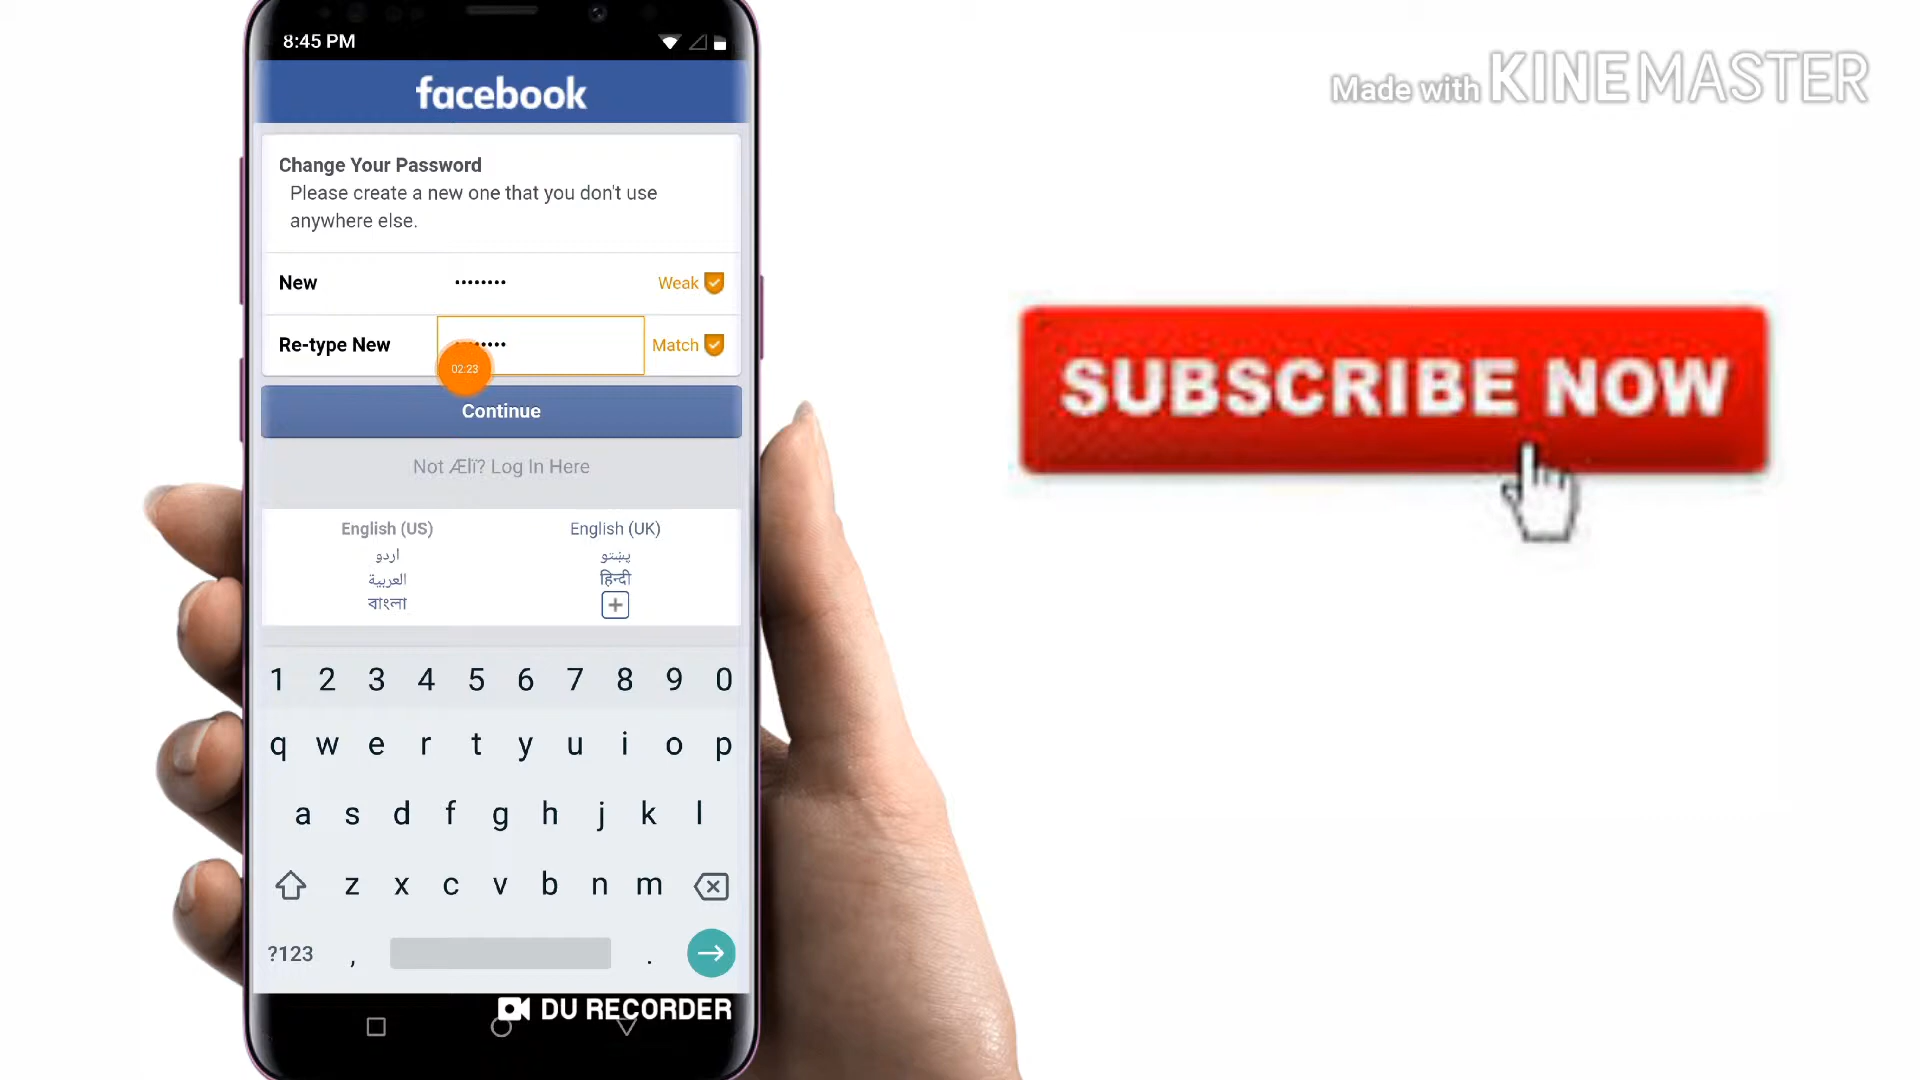 8:45 PM
Made with KINEMASTER
facebook
Change Your Password
Please create a new one that you don't use
anywhere else.
New •••••••• Weak
Re-type New Match
02:23
Continue
Not Ælï? Log In Here
SUBSCRIBE NOW
English (US) English (UK)
اردو پښتو
العربية हिन्दी
বাংলা
1 2 3 4 5 6 7 8 9 0
q w e r t y u i o p
a s d f g h j k l
z x c v b n m
?123 , .
DU RECORDER